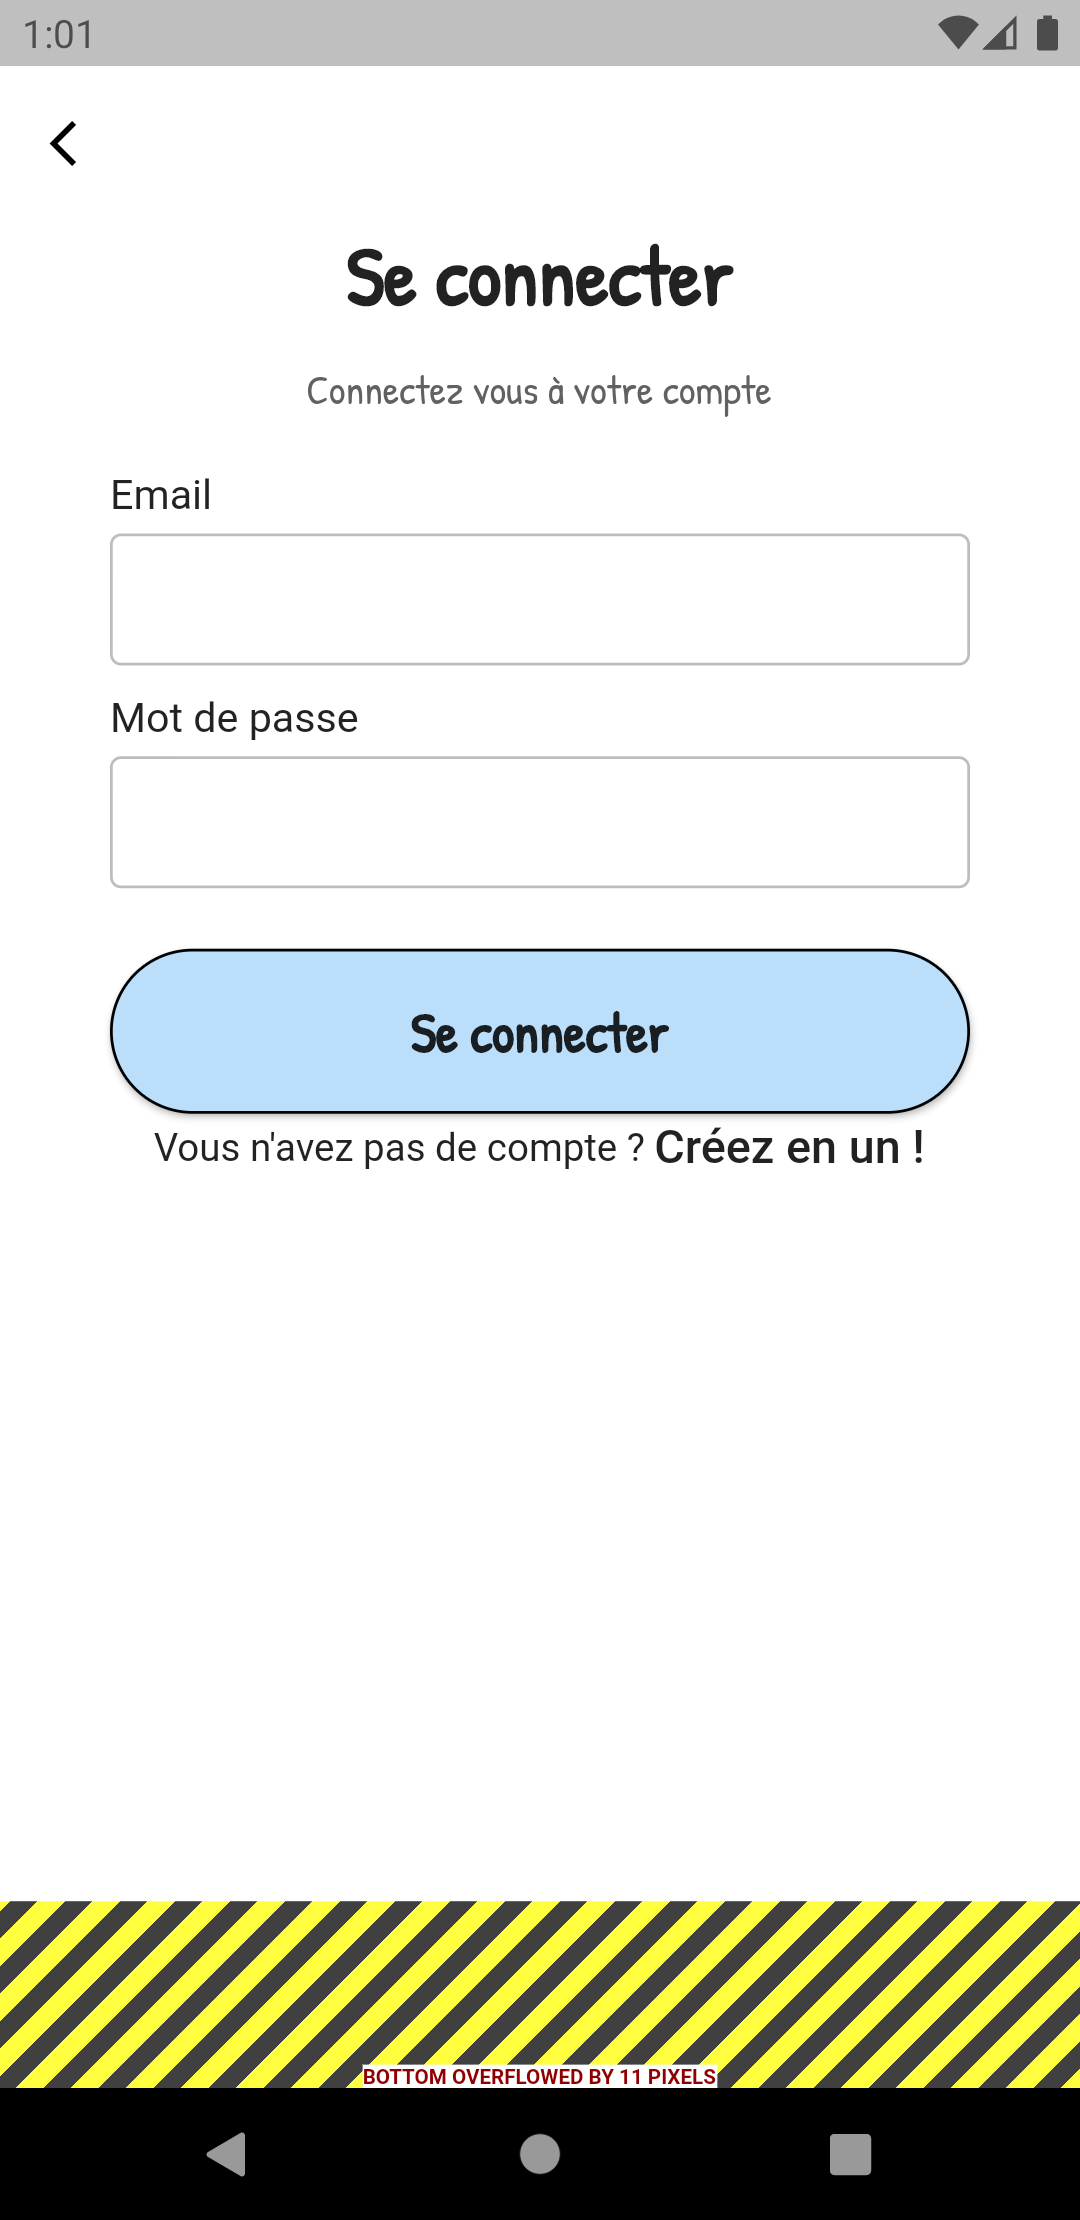 1:01
Se connecter
Connectez vous à votre compte
Email
Mot de passe
Se connecter
Vous n'avez pas de compte ? Créez en un !
BOTTOM OVERFLOWED BY 11 PIXELS